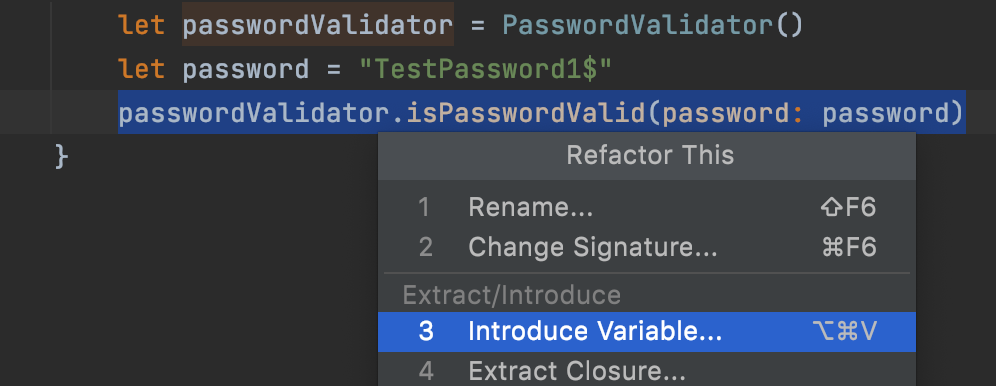 let passwordValidator = PasswordValidator()
let password = "TestPassword1$"
passwordValidator.isPasswordValid(password: password)
}
Refactor This
1 Rename... ⇧F6
2 Change Signature... ⌘F6
Extract/Introduce
3 Introduce Variable... ⌥⌘V
4 Extract Closure...